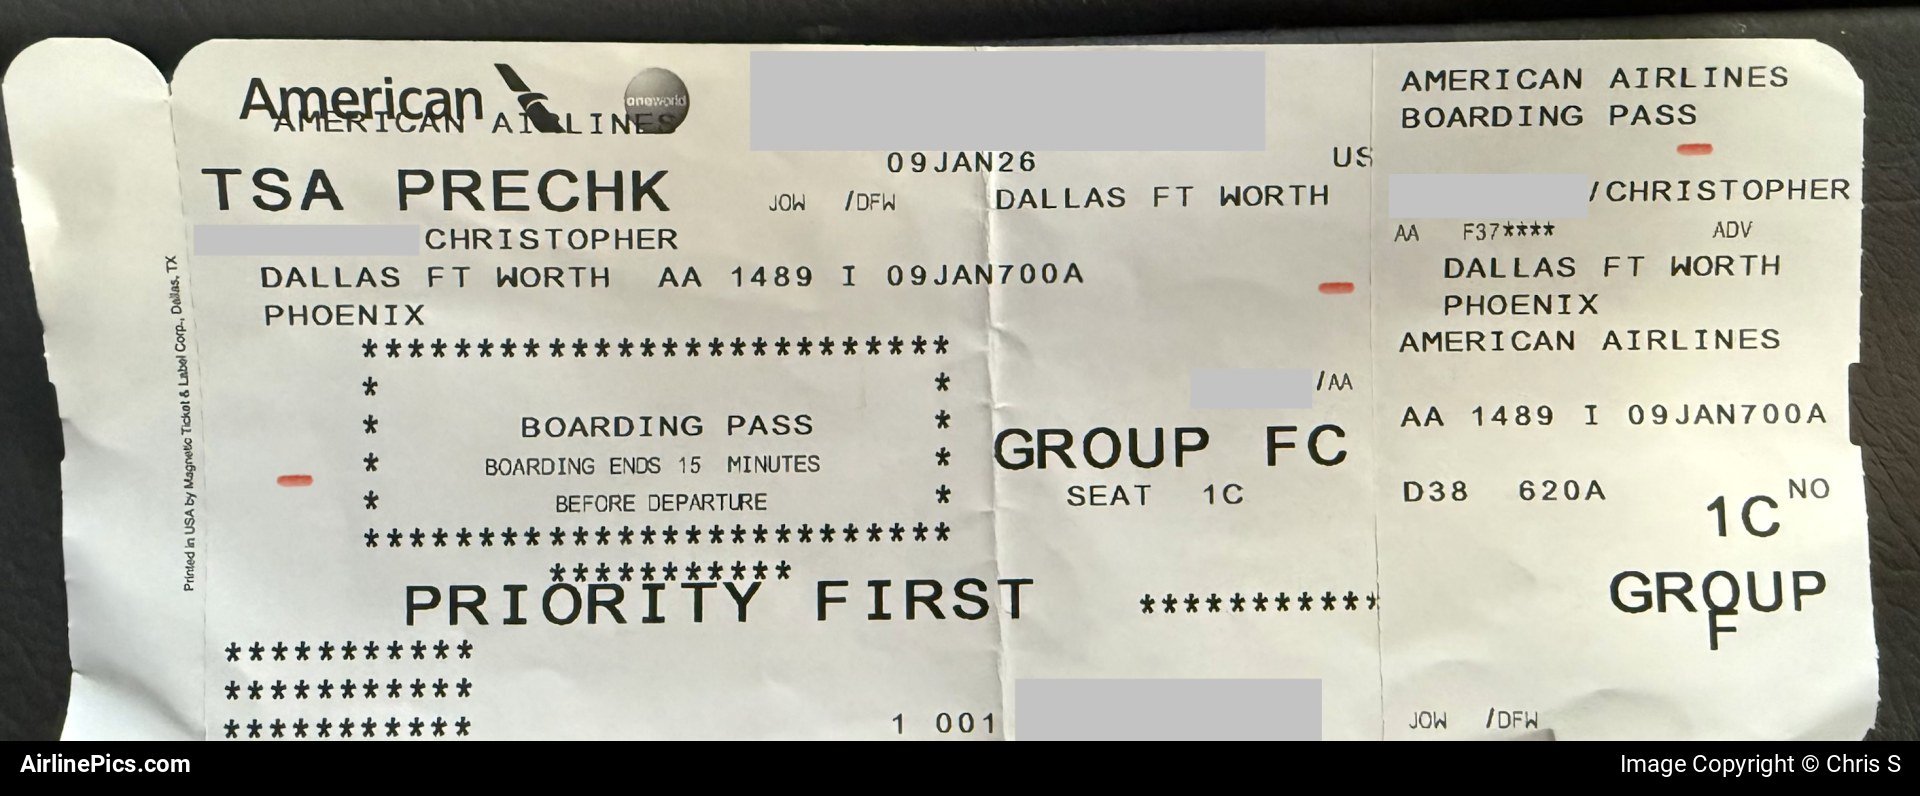 American oneworld
AMERICAN AIRLINES
09JAN26 US
TSA PRECHK JOW /DFW DALLAS FT WORTH
CHRISTOPHER
DALLAS FT WORTH AA 1489 I 09JAN700A
PHOENIX
*************************
* *
* BOARDING PASS *
* BOARDING ENDS 15 MINUTES *
* BEFORE DEPARTURE *
*************************
/AA
GROUP FC
SEAT 1C
***********
PRIORITY FIRST ***********
***********
***********
***********
1 001
Printed in USA by Magnetic Ticket & Label Corp., Dallas, TX
AMERICAN AIRLINES
BOARDING PASS
/CHRISTOPHER
AA F37**** ADV
DALLAS FT WORTH
PHOENIX
AMERICAN AIRLINES
AA 1489 I 09JAN700A
D38 620A 1C NO
GROUP
F
JOW /DFW
AirlinePics.com Image Copyright © Chris S